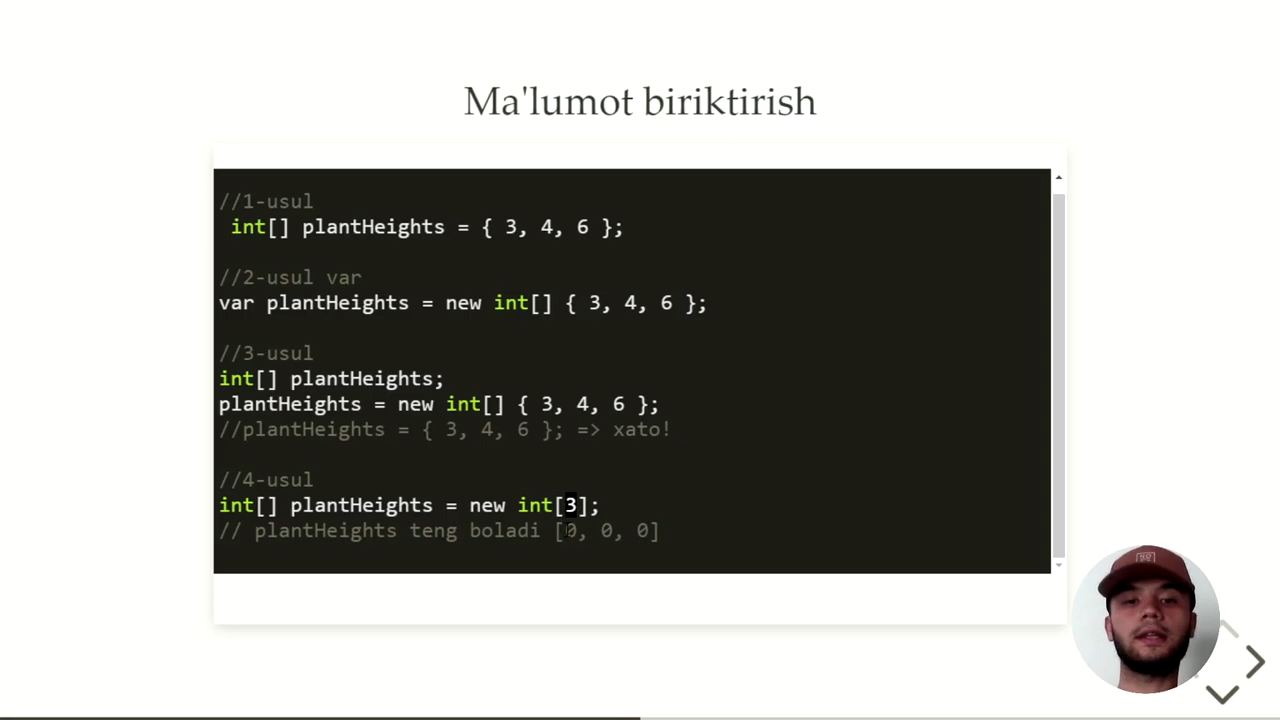 Ma'lumot biriktirish
//1-usul
int[] plantHeights = { 3, 4, 6 };
//2-usul var
var plantHeights = new int[] { 3, 4, 6 };
//3-usul
int[] plantHeights;
plantHeights = new int[] { 3, 4, 6 };
//plantHeights = { 3, 4, 6 }; => xato!
//4-usul
int[] plantHeights = new int[3];
// plantHeights teng boladi [0, 0, 0]